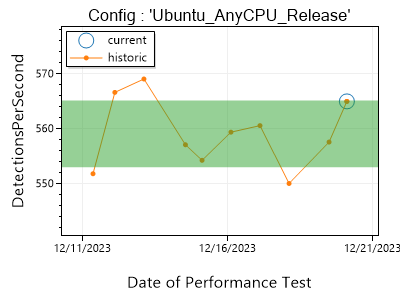 Config : 'Ubuntu_AnyCPU_Release'
current
historic
DetectionsPerSecond
570
560
550
12/11/2023
12/16/2023
12/21/2023
Date of Performance Test